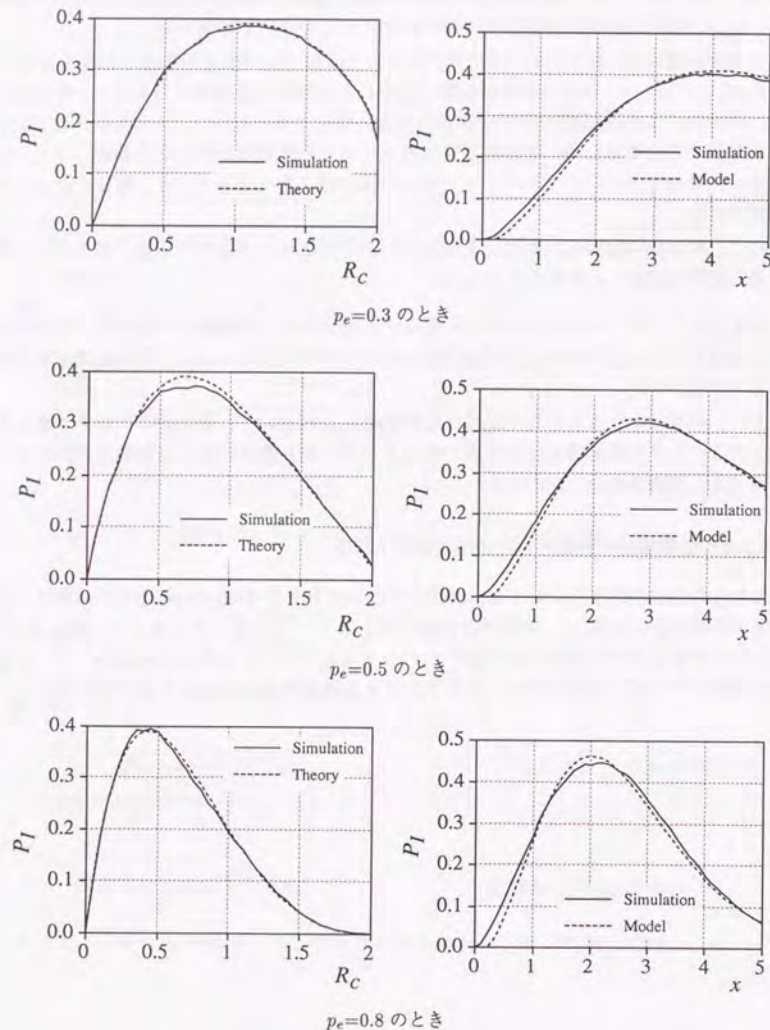 0.4
0.3
0.2
0.1
0.0
P_I
Simulation
Theory
0
0.5
1
1.5
2
R_C
0.5
0.4
0.3
0.2
0.1
0.0
P_I
Simulation
Model
0
1
2
3
4
5
x
p_e=0.3 のとき
0.4
0.3
0.2
0.1
0.0
P_I
Simulation
Theory
0
0.5
1
1.5
2
R_C
0.5
0.4
0.3
0.2
0.1
0.0
P_I
Simulation
Model
0
1
2
3
4
5
x
p_e=0.5 のとき
0.4
0.3
0.2
0.1
0.0
P_I
Simulation
Theory
0
0.5
1
1.5
2
R_C
0.5
0.4
0.3
0.2
0.1
0.0
P_I
Simulation
Model
0
1
2
3
4
5
x
p_e=0.8 のとき